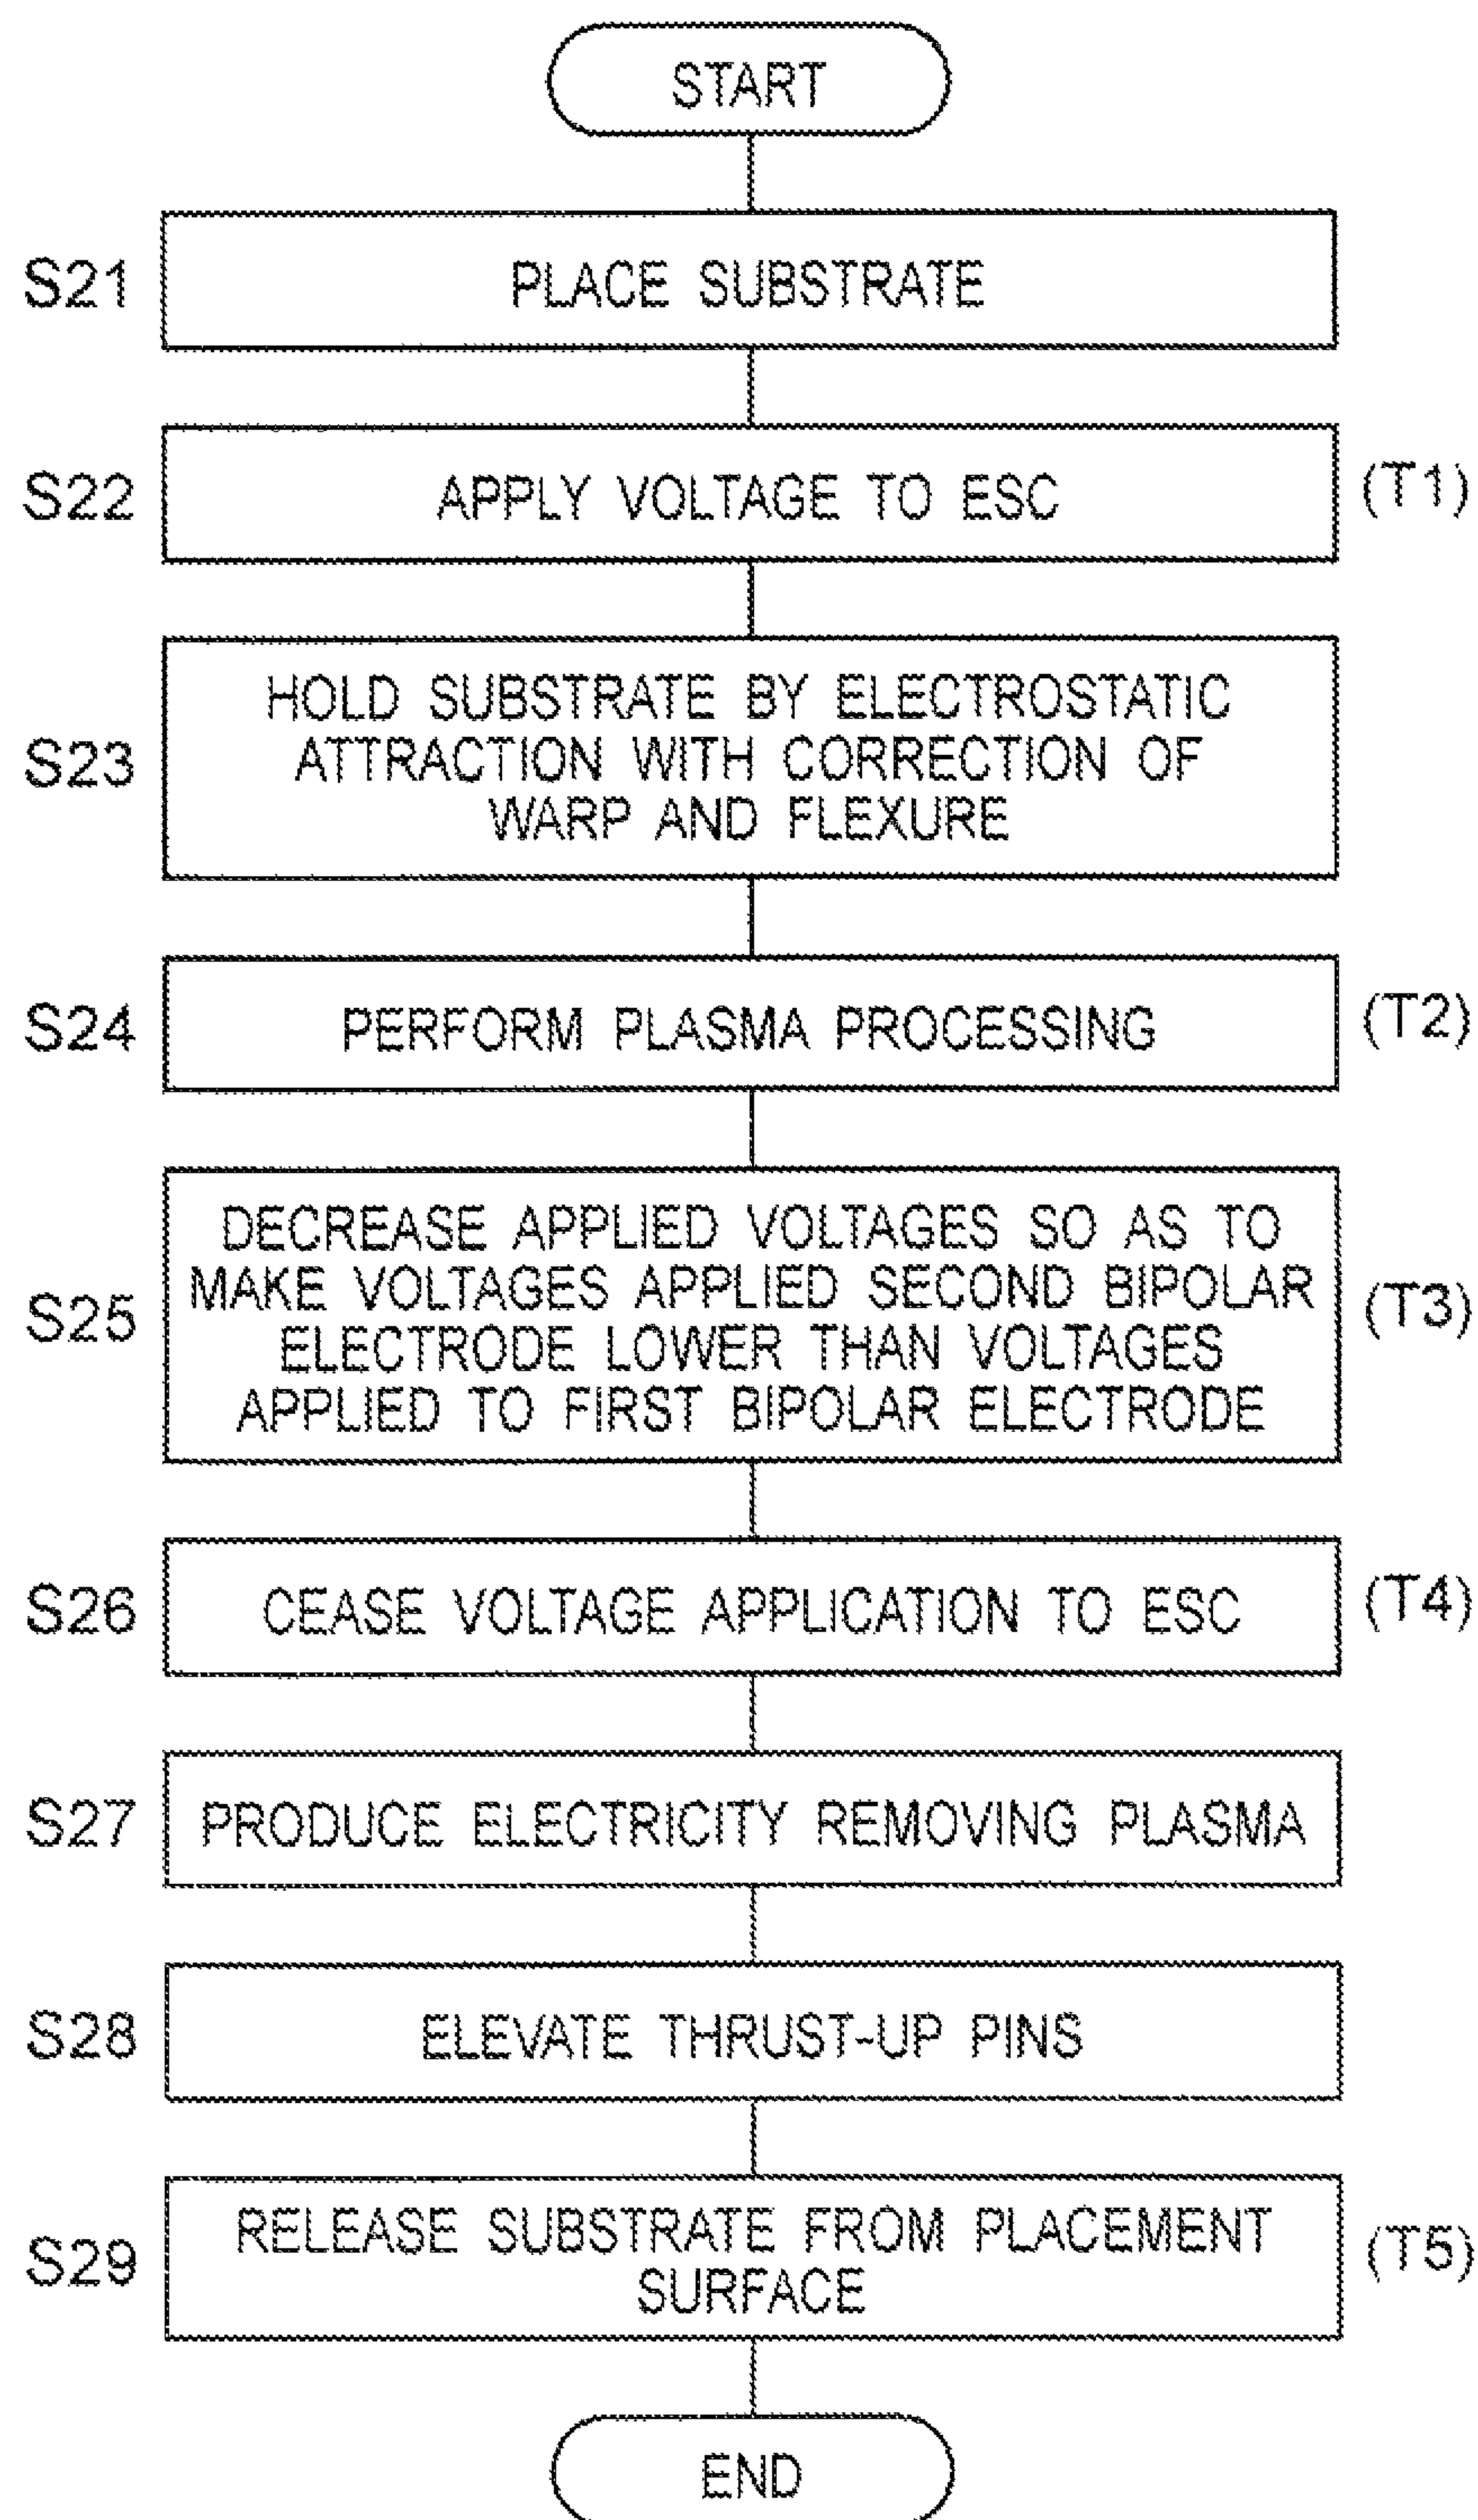 START
S21
PLACE SUBSTRATE
S22
APPLY VOLTAGE TO ESC
(T1)
S23
HOLD SUBSTRATE BY ELECTROSTATIC
ATTRACTION WITH CORRECTION OF
WARP AND FLEXURE
S24
PERFORM PLASMA PROCESSING
(T2)
S25
DECREASE APPLIED VOLTAGES SO AS TO
MAKE VOLTAGES APPLIED SECOND BIPOLAR
ELECTRODE LOWER THAN VOLTAGES
APPLIED TO FIRST BIPOLAR ELECTRODE
(T3)
S26
CEASE VOLTAGE APPLICATION TO ESC
(T4)
S27
PRODUCE ELECTRICITY REMOVING PLASMA
S28
ELEVATE THRUST-UP PINS
S29
RELEASE SUBSTRATE FROM PLACEMENT
SURFACE
(T5)
END